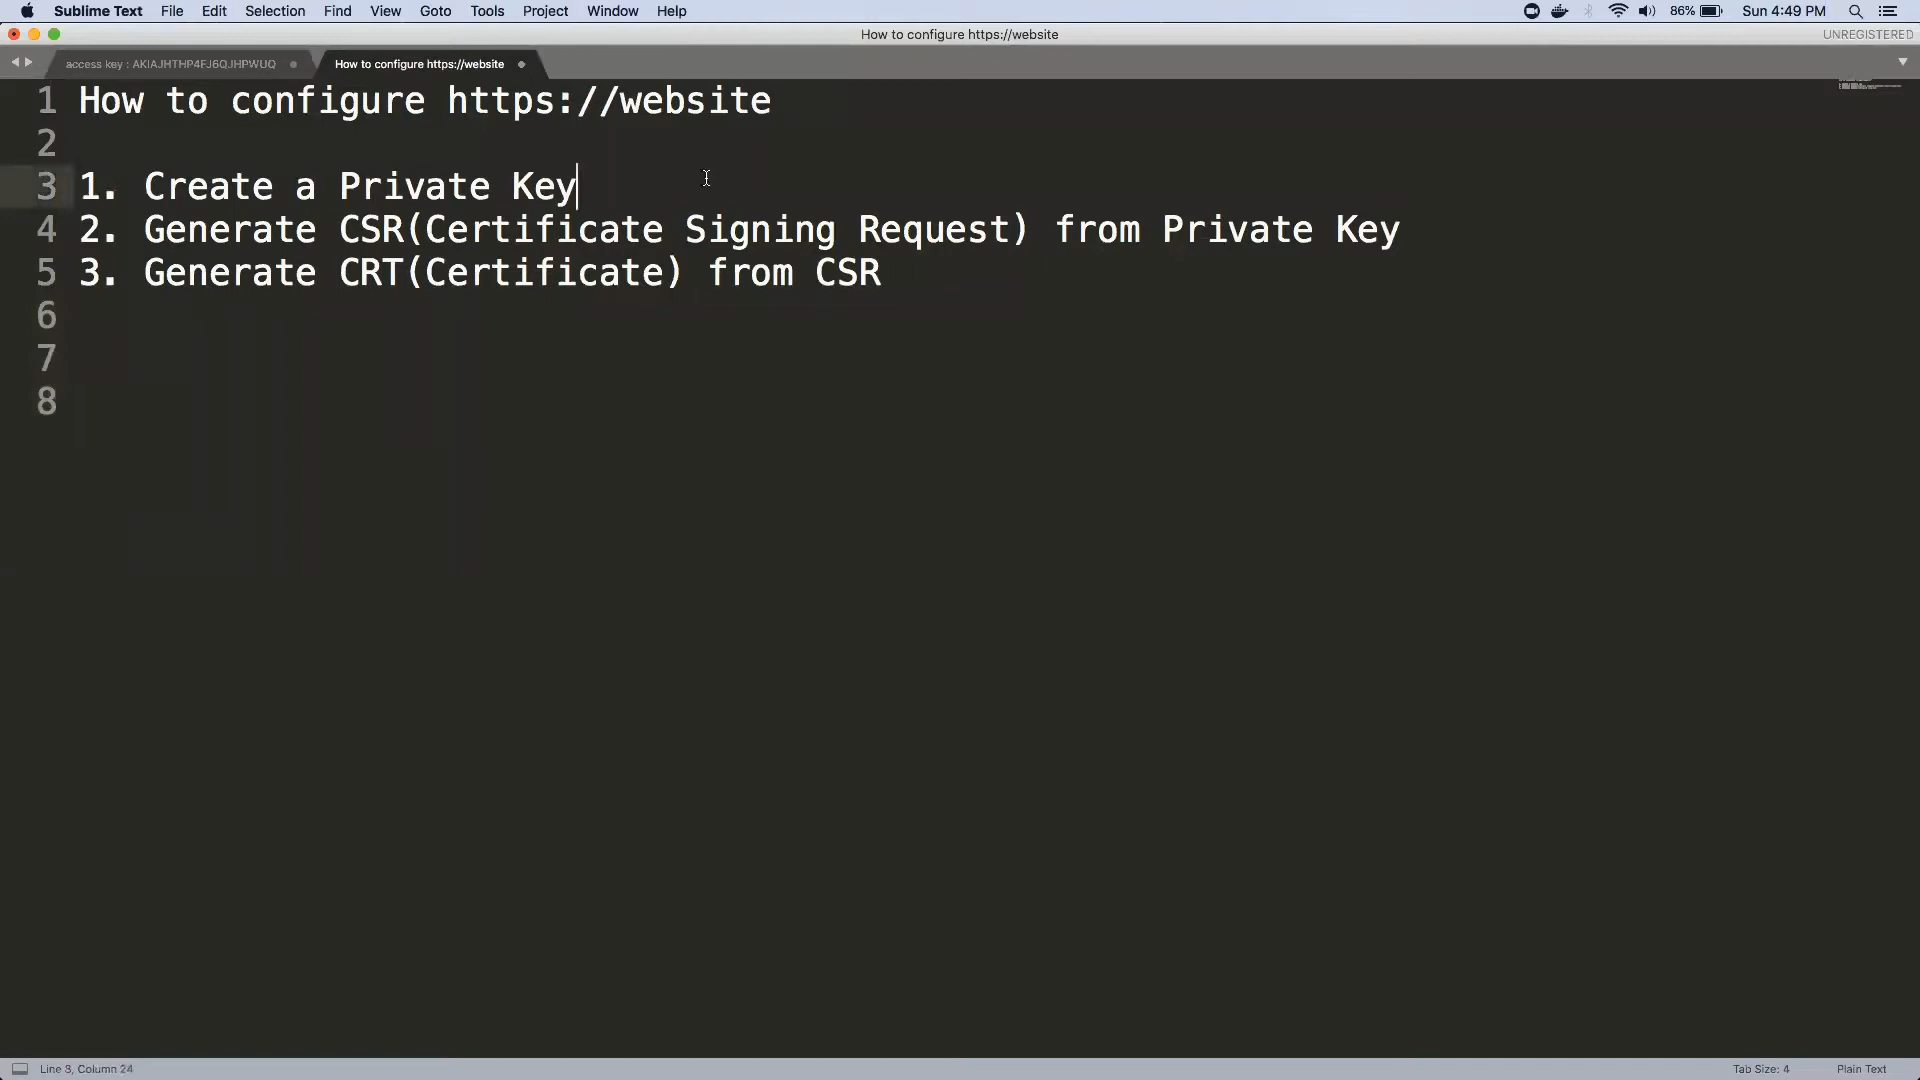 Sublime Text File Edit Selection Find View Goto Tools Project Window Help 86% Sun 4:49 PM
How to configure https://website UNREGISTERED
access key : AKIAJHTHP4FJ6QJHPWUQ How to configure https://website
1 How to configure https://website
2
3 1. Create a Private Key
4 2. Generate CSR(Certificate Signing Request) from Private Key
5 3. Generate CRT(Certificate) from CSR
6
7
8
Line 3, Column 24 Tab Size: 4 Plain Text